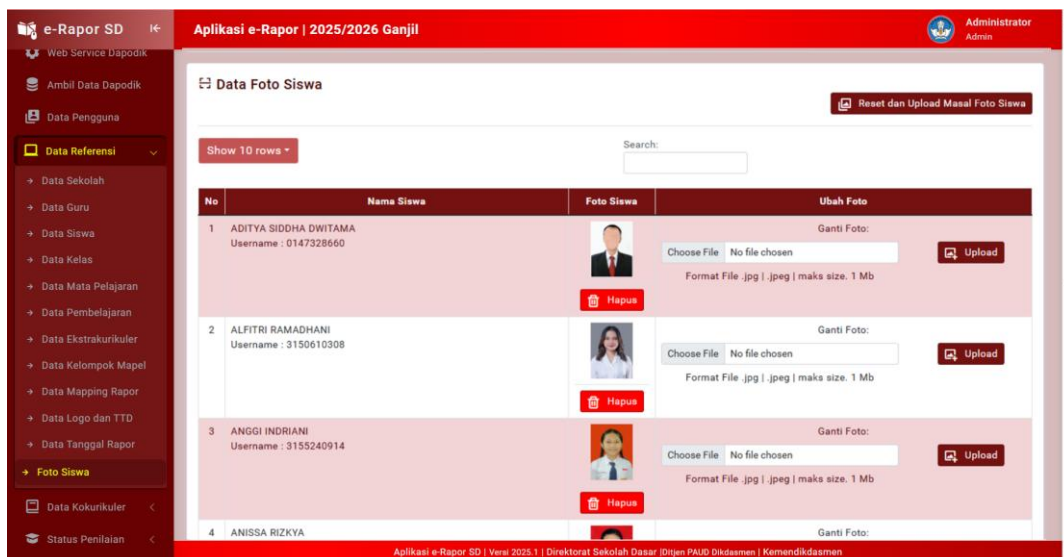 e-Rapor SD
Aplikasi e-Rapor | 2025/2026 Ganjil
Administrator
Admin
Web Service Dapodik
Ambil Data Dapodik
Data Pengguna
Data Referensi
Data Sekolah
Data Guru
Data Siswa
Data Kelas
Data Mata Pelajaran
Data Pembelajaran
Data Ekstrakurikuler
Data Kelompok Mapel
Data Mapping Rapor
Data Logo dan TTD
Data Tanggal Rapor
Foto Siswa
Data Kokurikuler
Status Penilaian
Data Foto Siswa
Reset dan Upload Masal Foto Siswa
Show 10 rows
Search:
No Nama Siswa Foto Siswa Ubah Foto
1 ADITYA SIDDHA DWITAMA
Username : 0147328660
Hapus
Ganti Foto:
Choose File No file chosen
Upload
Format File .jpg | .jpeg | maks size. 1 Mb
2 ALFITRI RAMADHANI
Username : 3150610308
Hapus
Ganti Foto:
Choose File No file chosen
Upload
Format File .jpg | .jpeg | maks size. 1 Mb
3 ANGGI INDRIANI
Username : 3155240914
Hapus
Ganti Foto:
Choose File No file chosen
Upload
Format File .jpg | .jpeg | maks size. 1 Mb
4 ANISSA RIZKYA
Ganti Foto:
Aplikasi e-Rapor SD | Versi 2025.1 | Direktorat Sekolah Dasar |Ditjen PAUD Dikdasmen | Kemendikdasmen